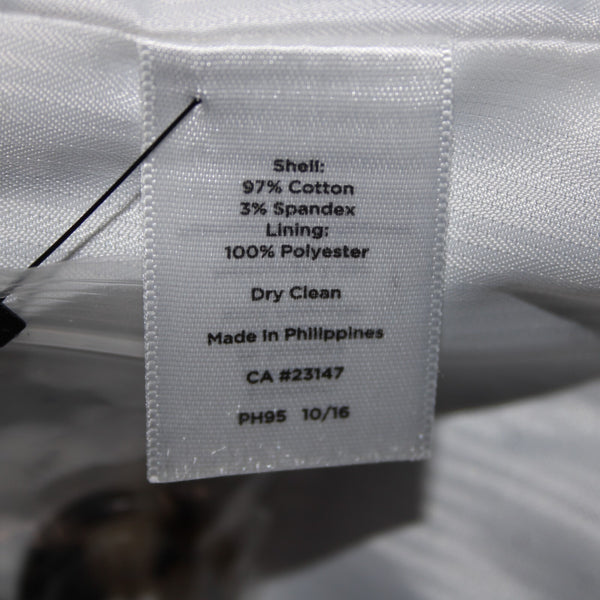 Shell:
97% Cotton
3% Spandex
Lining:
100% Polyester
Dry Clean
Made in Philippines
CA #23147
PH95 10/16